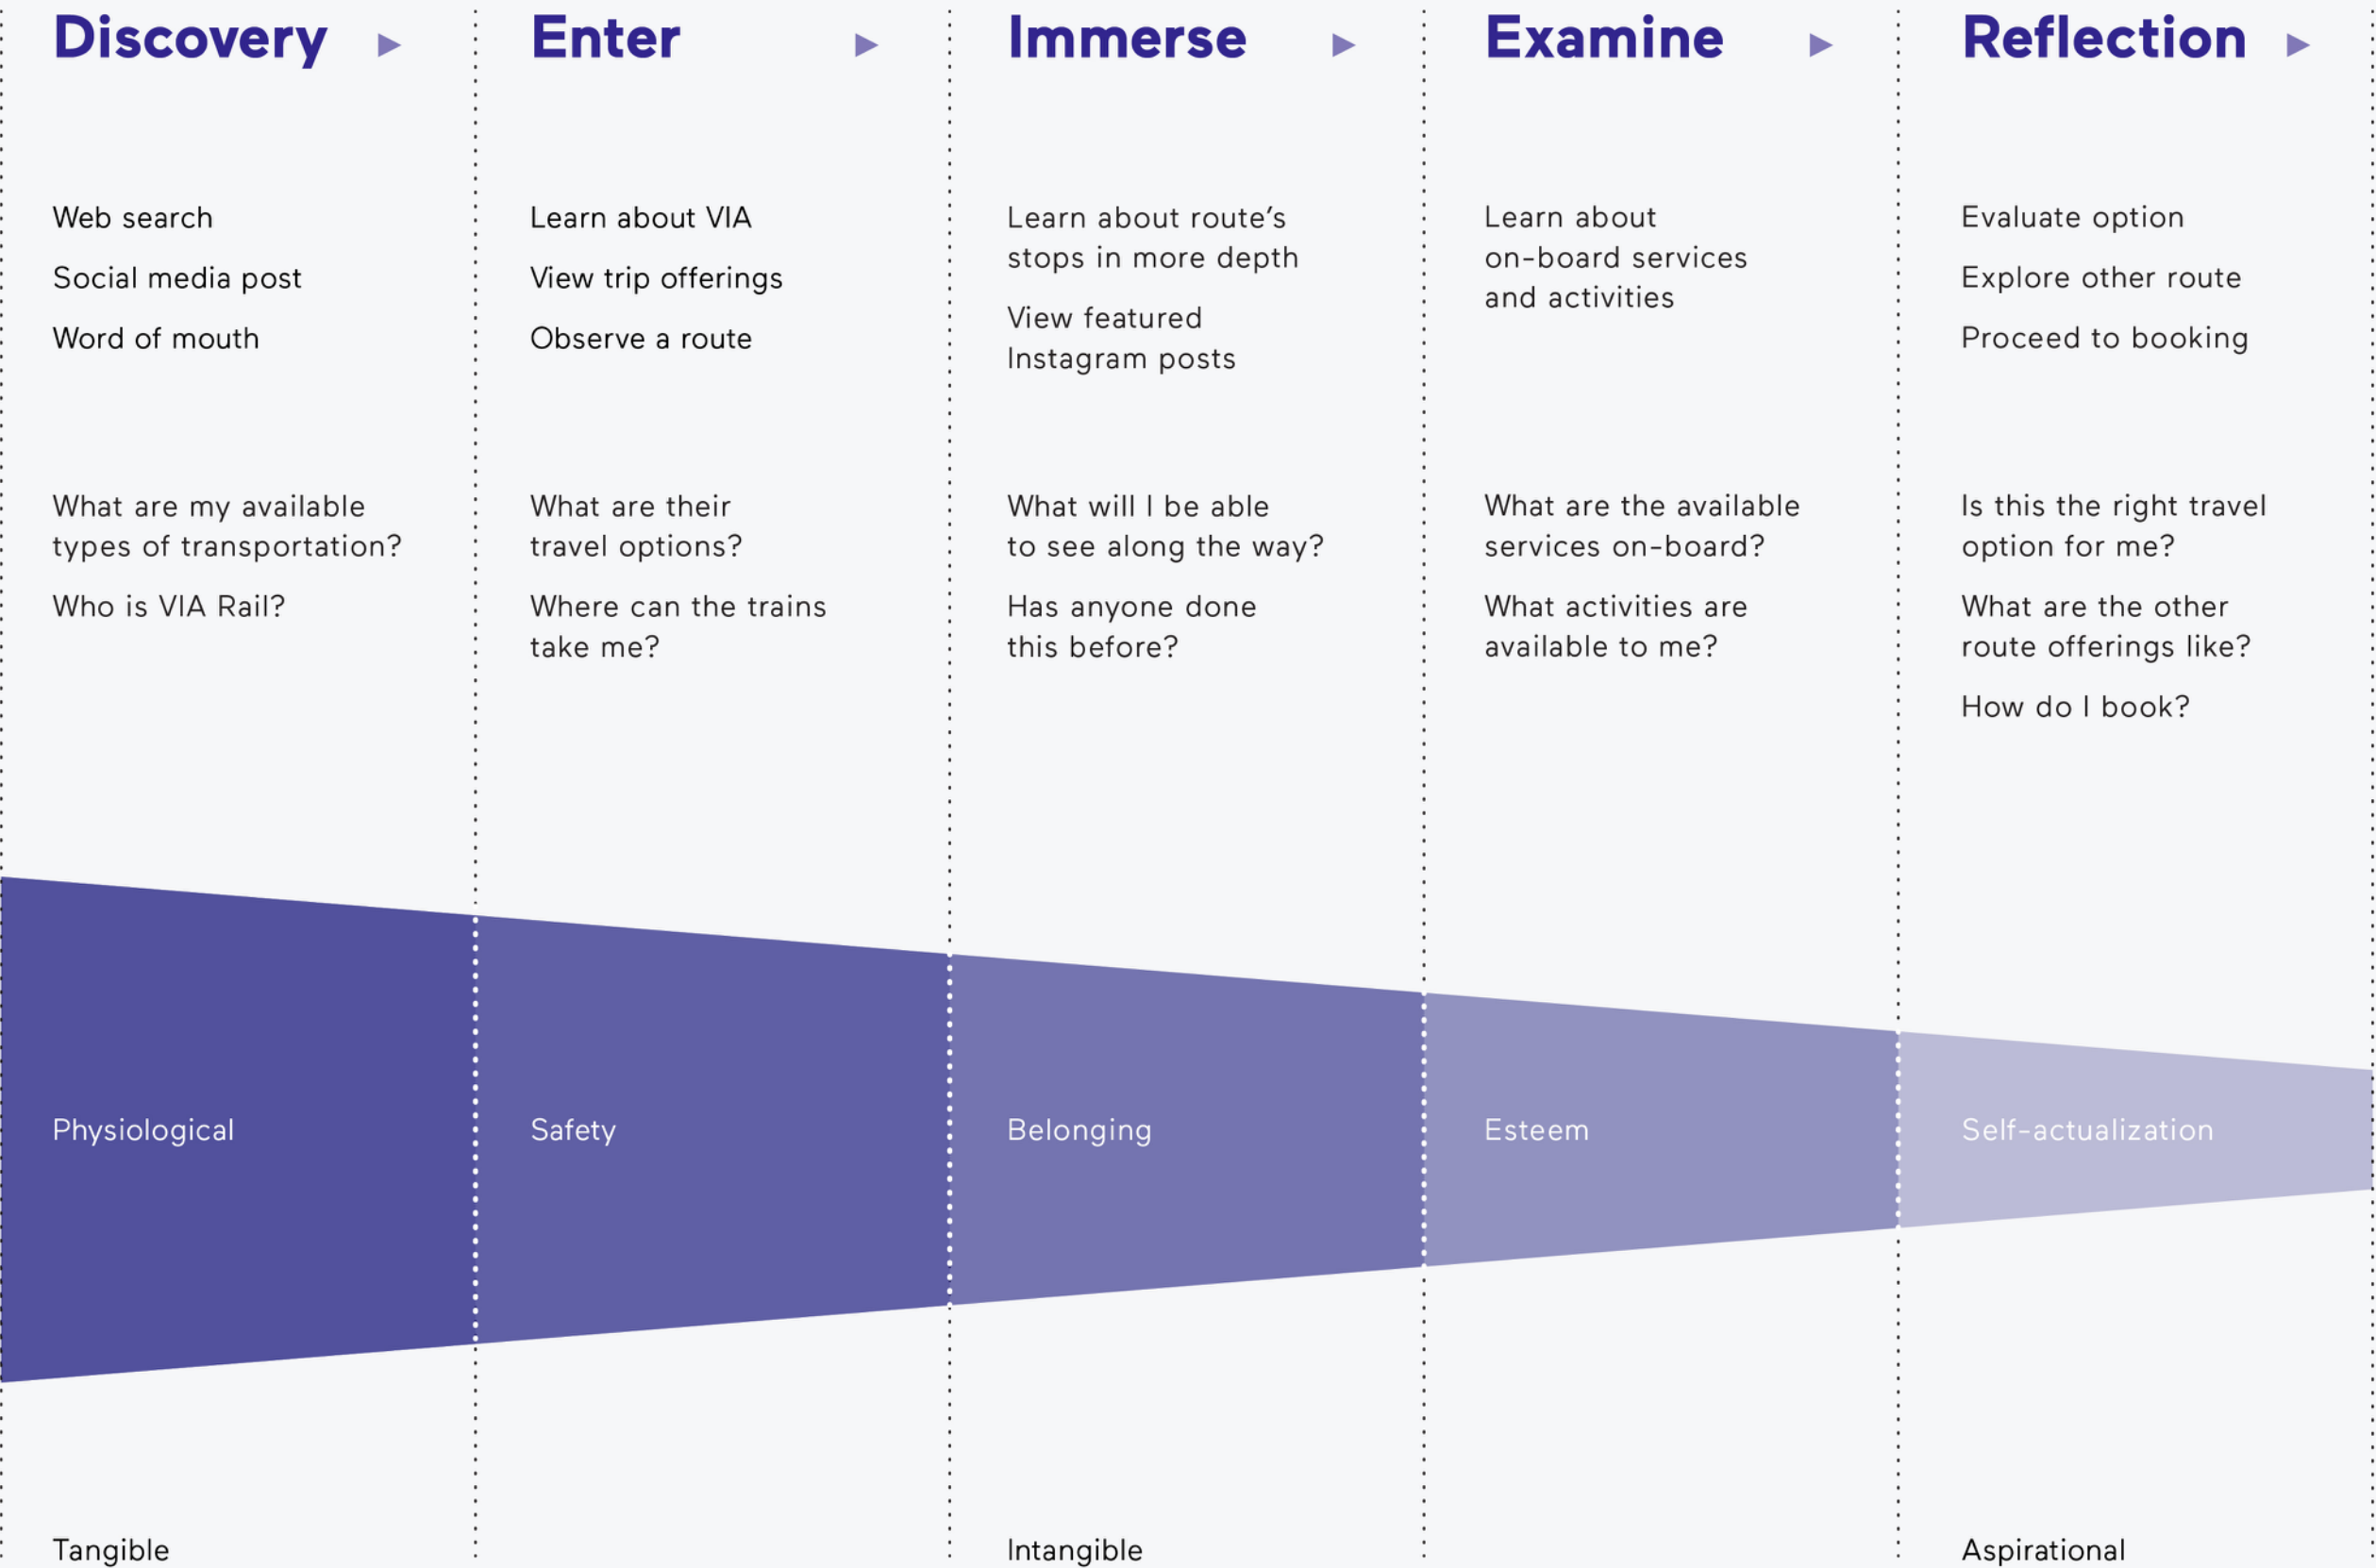 Discovery
Enter
Immerse
Examine
Reflection
Web search
Social media post
Word of mouth
Learn about VIA
View trip offerings
Observe a route
Learn about route’s
stops in more depth
View featured
Instagram posts
Learn about
on-board services
and activities
Evaluate option
Explore other route
Proceed to booking
What are my available
types of transportation?
Who is VIA Rail?
What are their
travel options?
Where can the trains
take me?
What will I be able
to see along the way?
Has anyone done
this before?
What are the available
services on-board?
What activities are
available to me?
Is this the right travel
option for me?
What are the other
route offerings like?
How do I book?
Physiological
Safety
Belonging
Esteem
Self-actualization
Tangible
Intangible
Aspirational